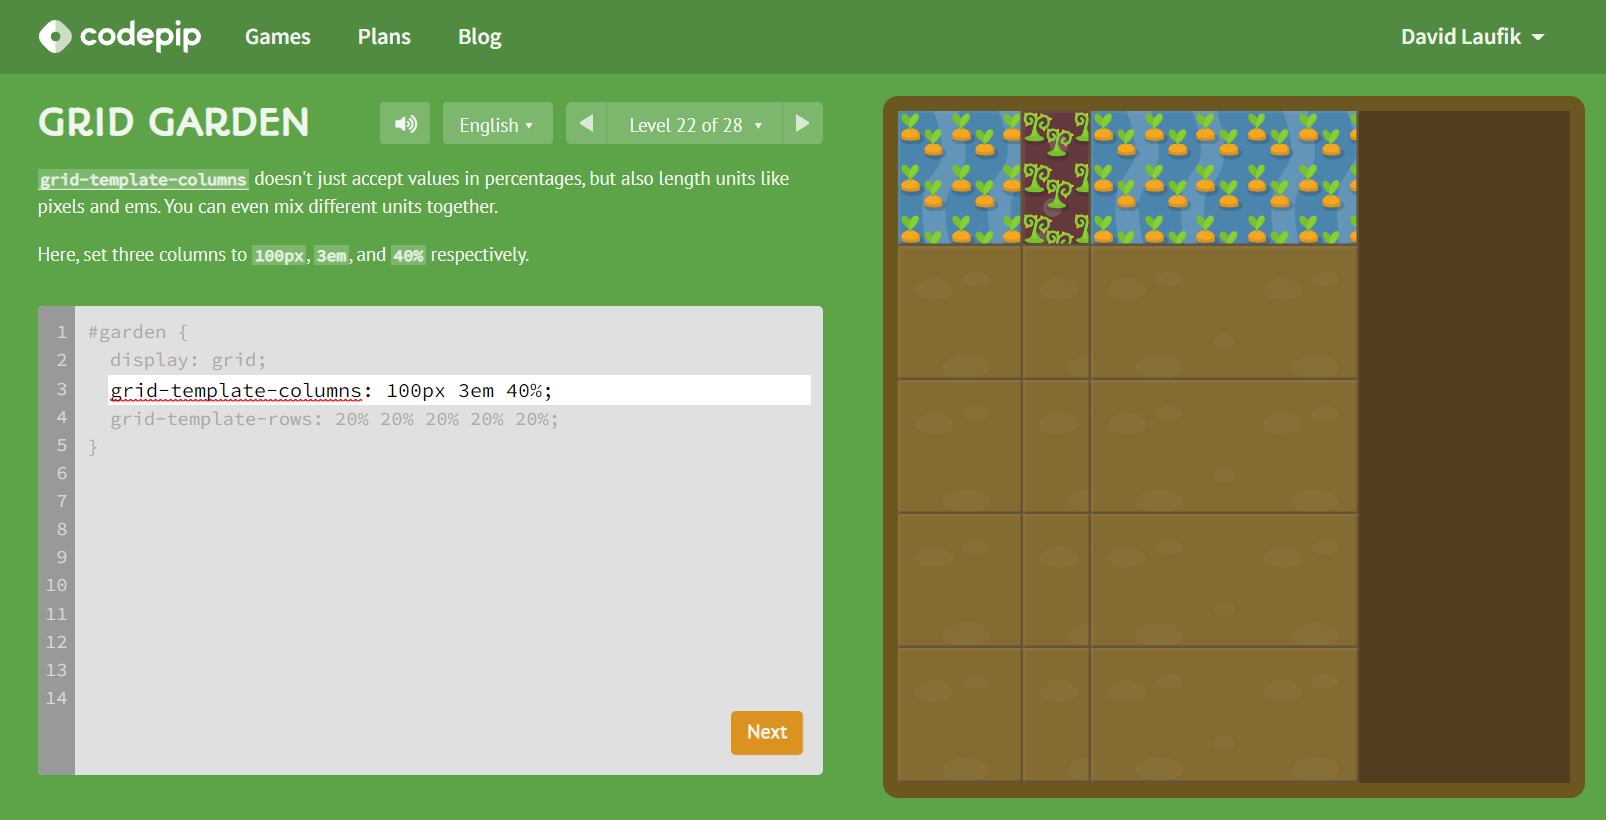 codepip Games Plans Blog David Laufik
GRID GARDEN English Level 22 of 28
grid-template-columns doesn't just accept values in percentages, but also length units like
pixels and ems. You can even mix different units together.
Here, set three columns to 100px, 3em, and 40% respectively.
1 #garden {
2 display: grid;
3 grid-template-columns: 100px 3em 40%;
4 grid-template-rows: 20% 20% 20% 20% 20%;
5 }
6
7
8
9
10
11
12
13
14
Next